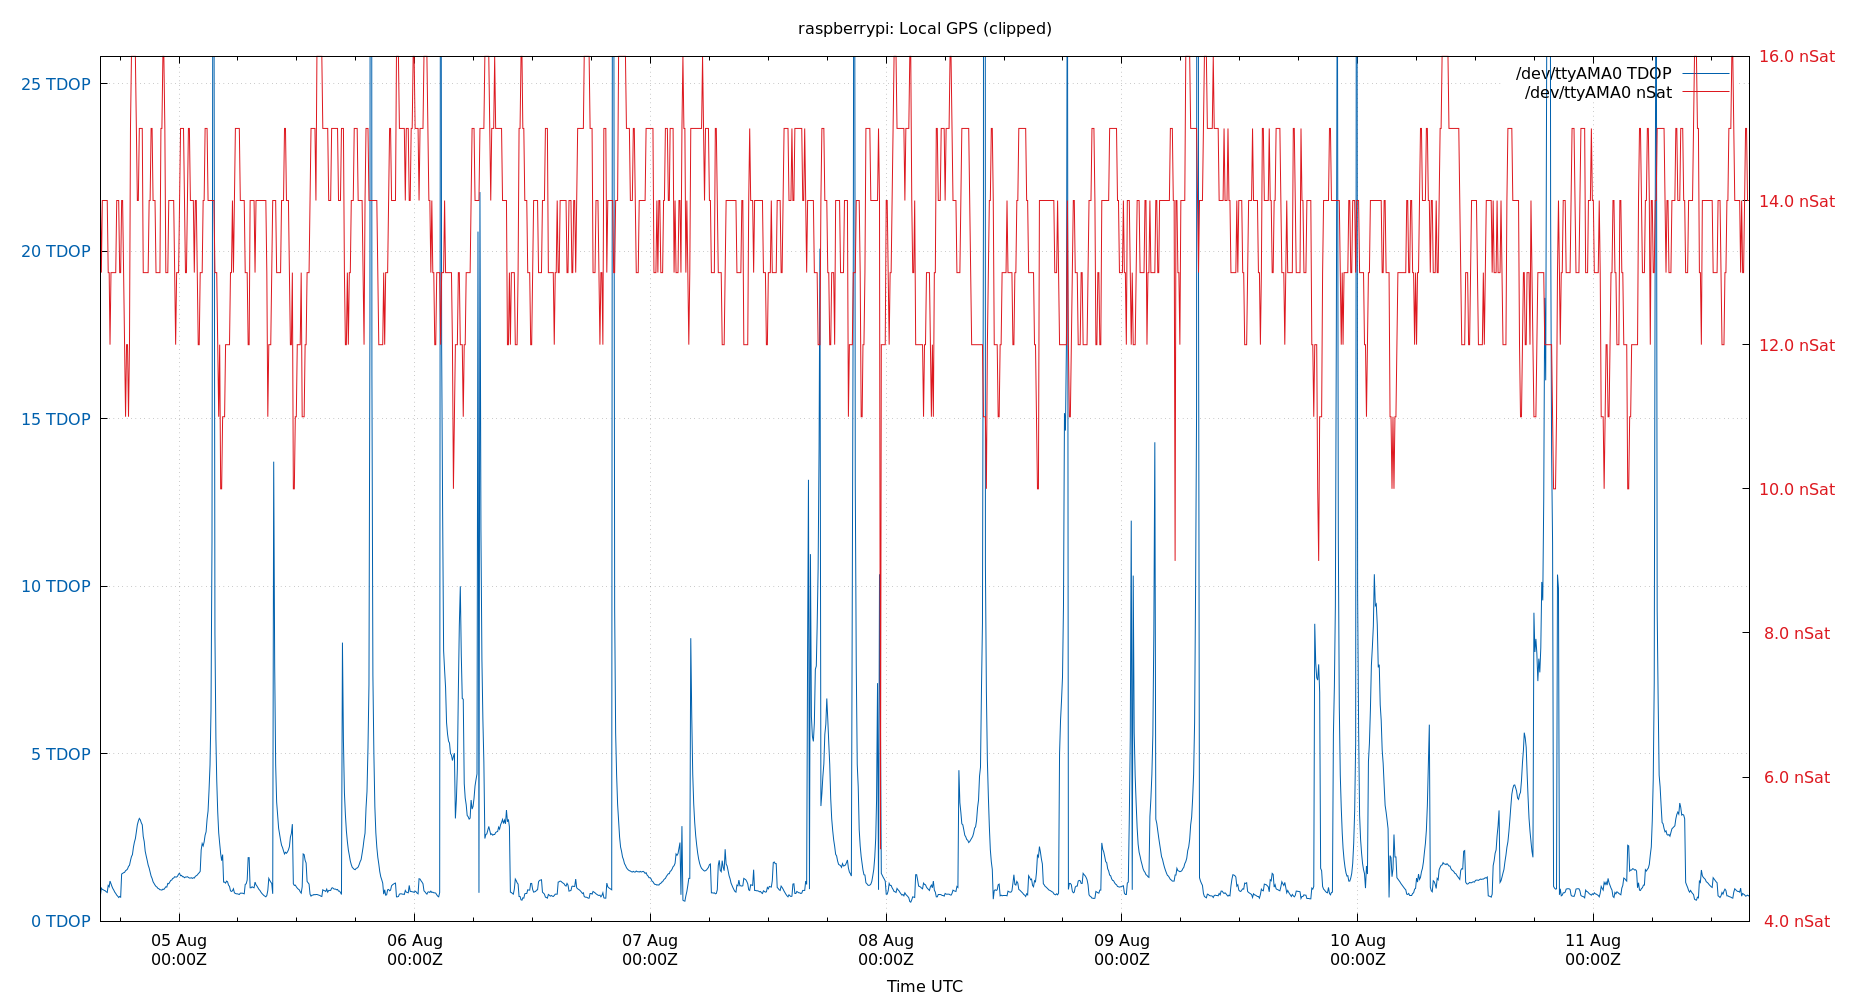 raspberrypi: Local GPS (clipped)
16.0 nSat
/dev/ttyAMA0 TDOP
/dev/ttyAMA0 nSat
25 TDOP
14.0 nSat
20 TDOP
12.0 nSat
15 TDOP
10.0 nSat
10 TDOP
8.0 nSat
5 TDOP
6.0 nSat
0 TDOP
4.0 nSat
05 Aug 06 Aug 07 Aug 08 Aug 09 Aug 10 Aug 11 Aug
00:00Z 00:00Z 00:00Z 00:00Z 00:00Z 00:00Z 00:00Z
Time UTC